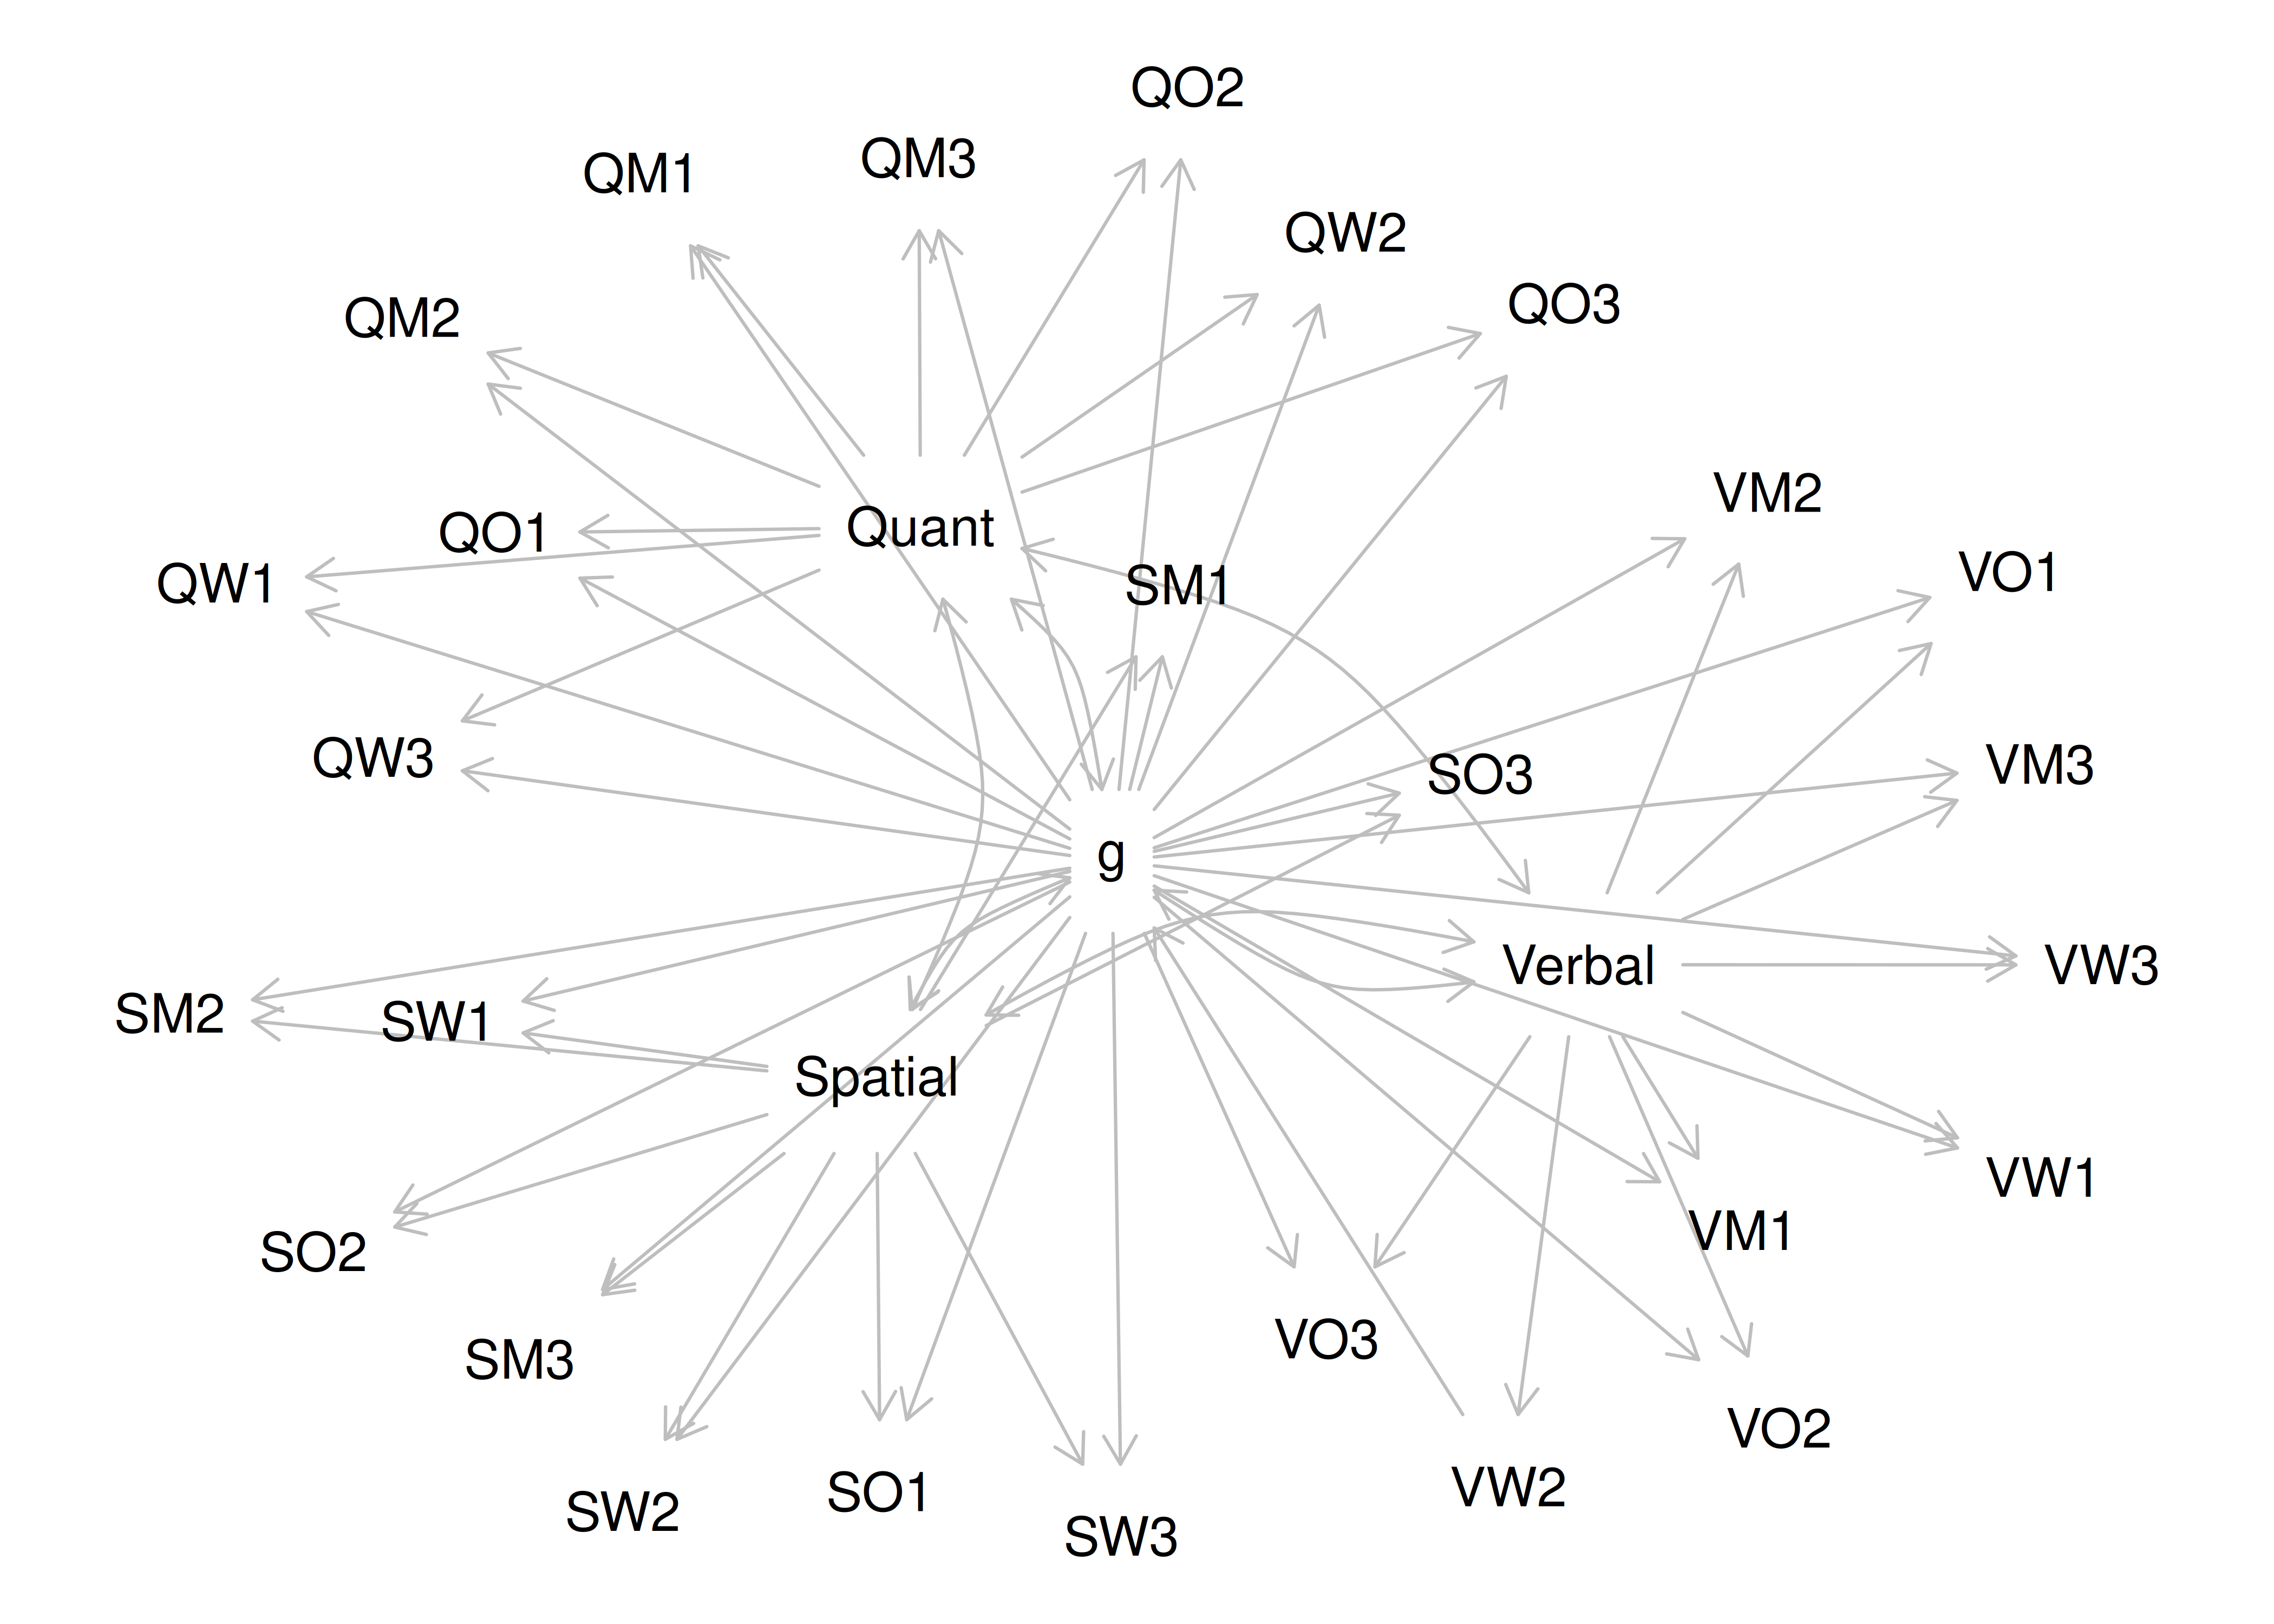 QO2
QM3
QM1
QW2
QO3
QM2
VM2
Quant
QO1
VO1
QW1
SM1
QW3
VM3
SO3
g
Verbal
VW3
SM2
SW1
Spatial
VW1
VM1
SO2
VO3
SM3
VO2
VW2
SO1
SW2
SW3